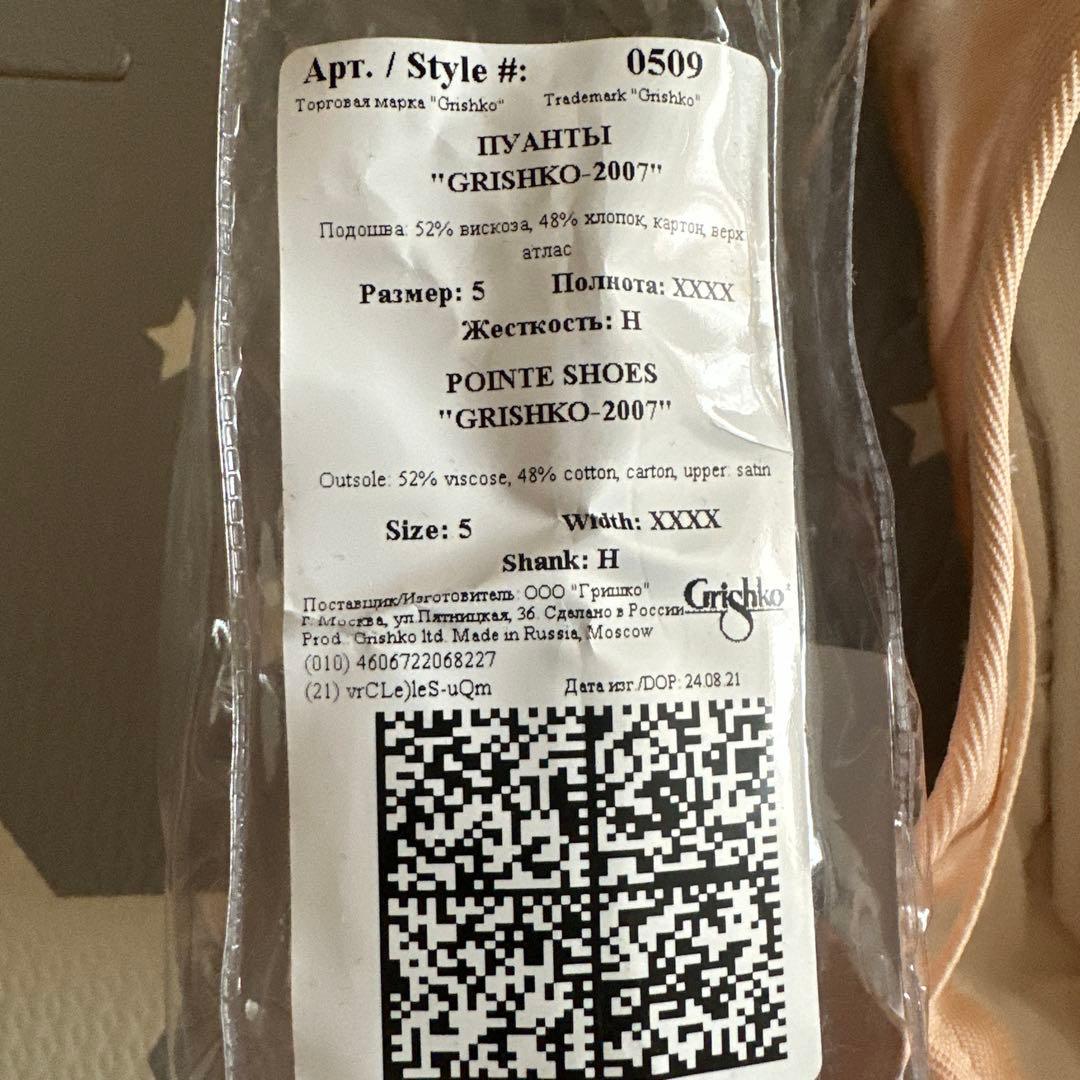 Арт. / Style #: 0509
Торговая марка "Grishko" Trademark "Grishko"
ПУАНТЫ
"GRISHKO-2007"
Подошва: 52% вискоза, 48% хлопок, картон, верх
атлас
Размер: 5 Полнота: XXXX
Жесткость: H
POINTE SHOES
"GRISHKO-2007"
Outsole: 52% viscose, 48% cotton, carton, upper: satin
Size: 5 Width: XXXX
Shank: H
Поставщик/Изготовитель: ООО "Гришко"
Г. Москва, ул.Пятницкая, 36. Сделано в России
Prod.: Grishko ltd. Made in Russia, Moscow
Grishko
(010) 4606722068227
(21) vrCLe)leS-uQm Дата изг./DOP: 24.08.21